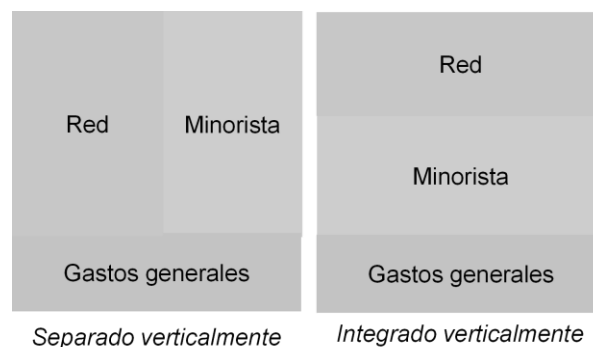 Red
Minorista
Gastos generales
Separado verticalmente
Red
Minorista
Gastos generales
Integrado verticalmente